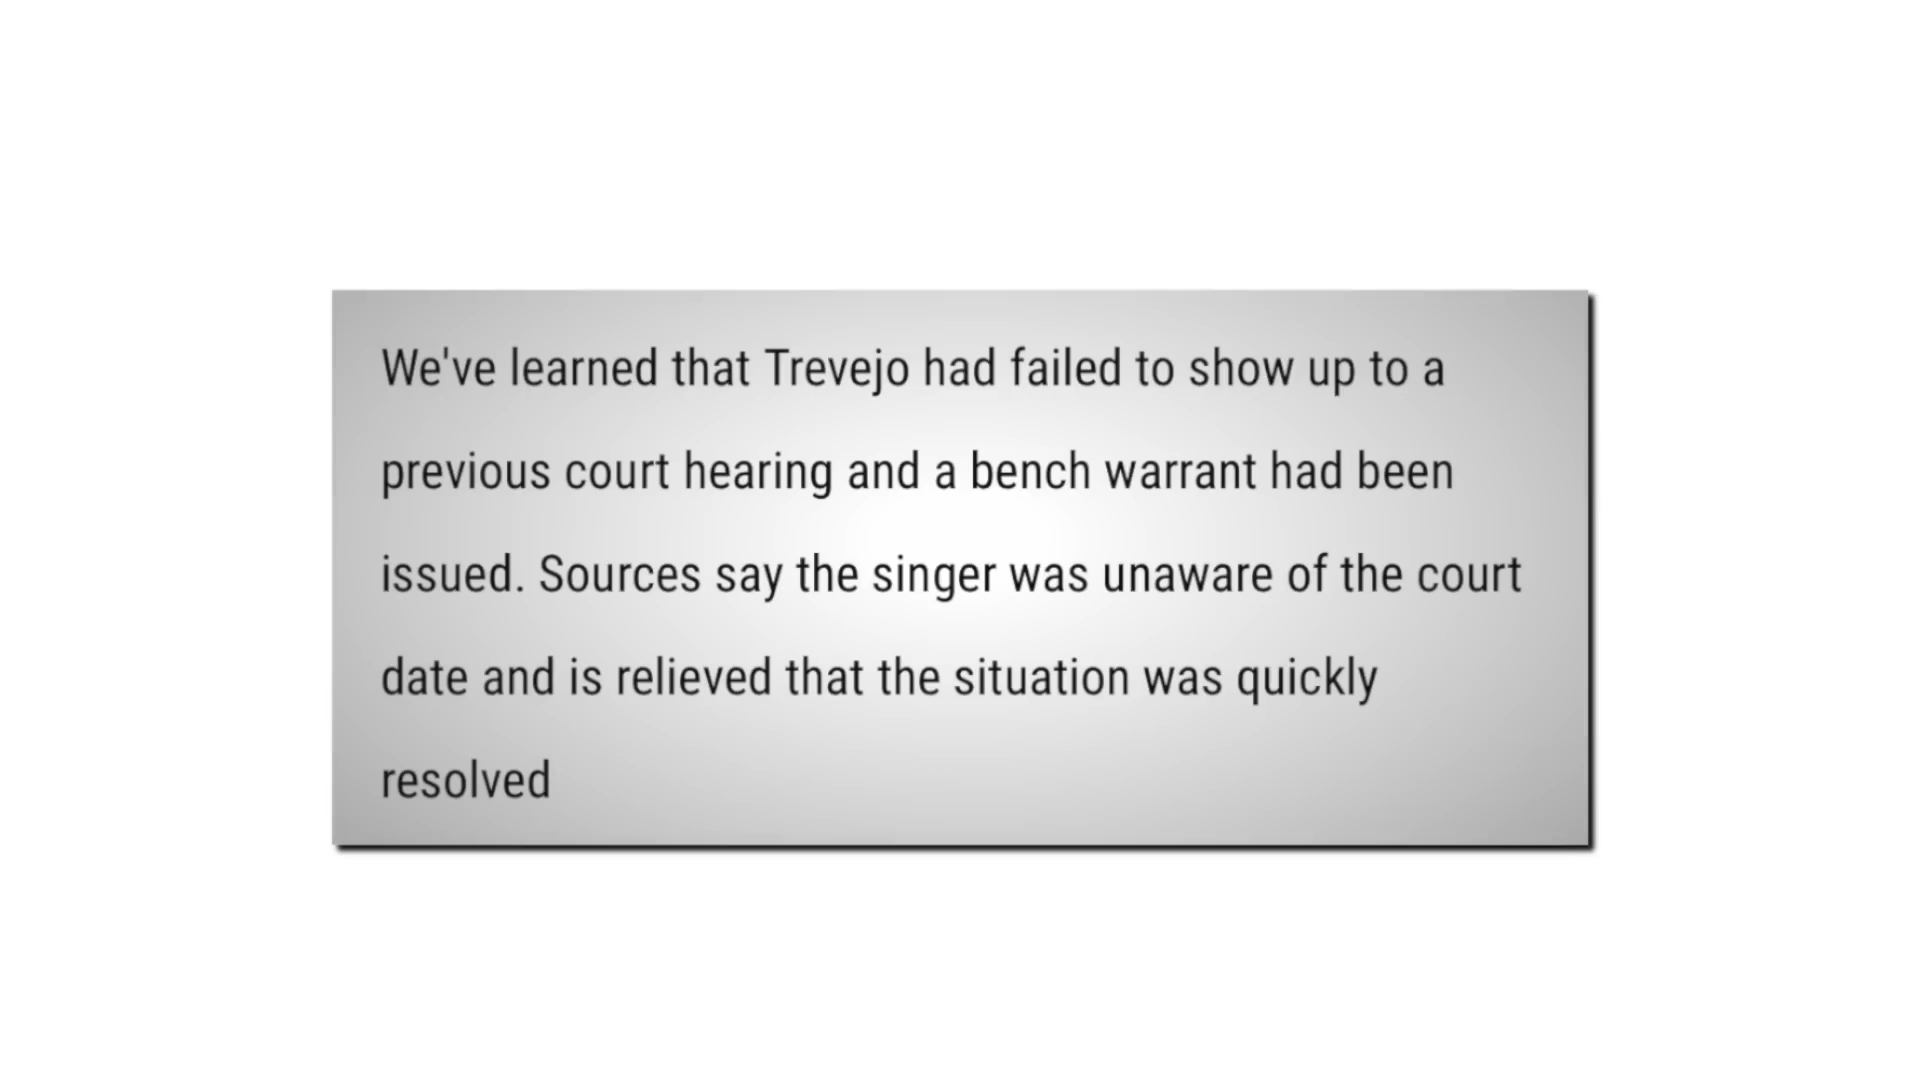 We've learned that Trevejo had failed to show up to a
previous court hearing and a bench warrant had been
issued. Sources say the singer was unaware of the court
date and is relieved that the situation was quickly
resolved